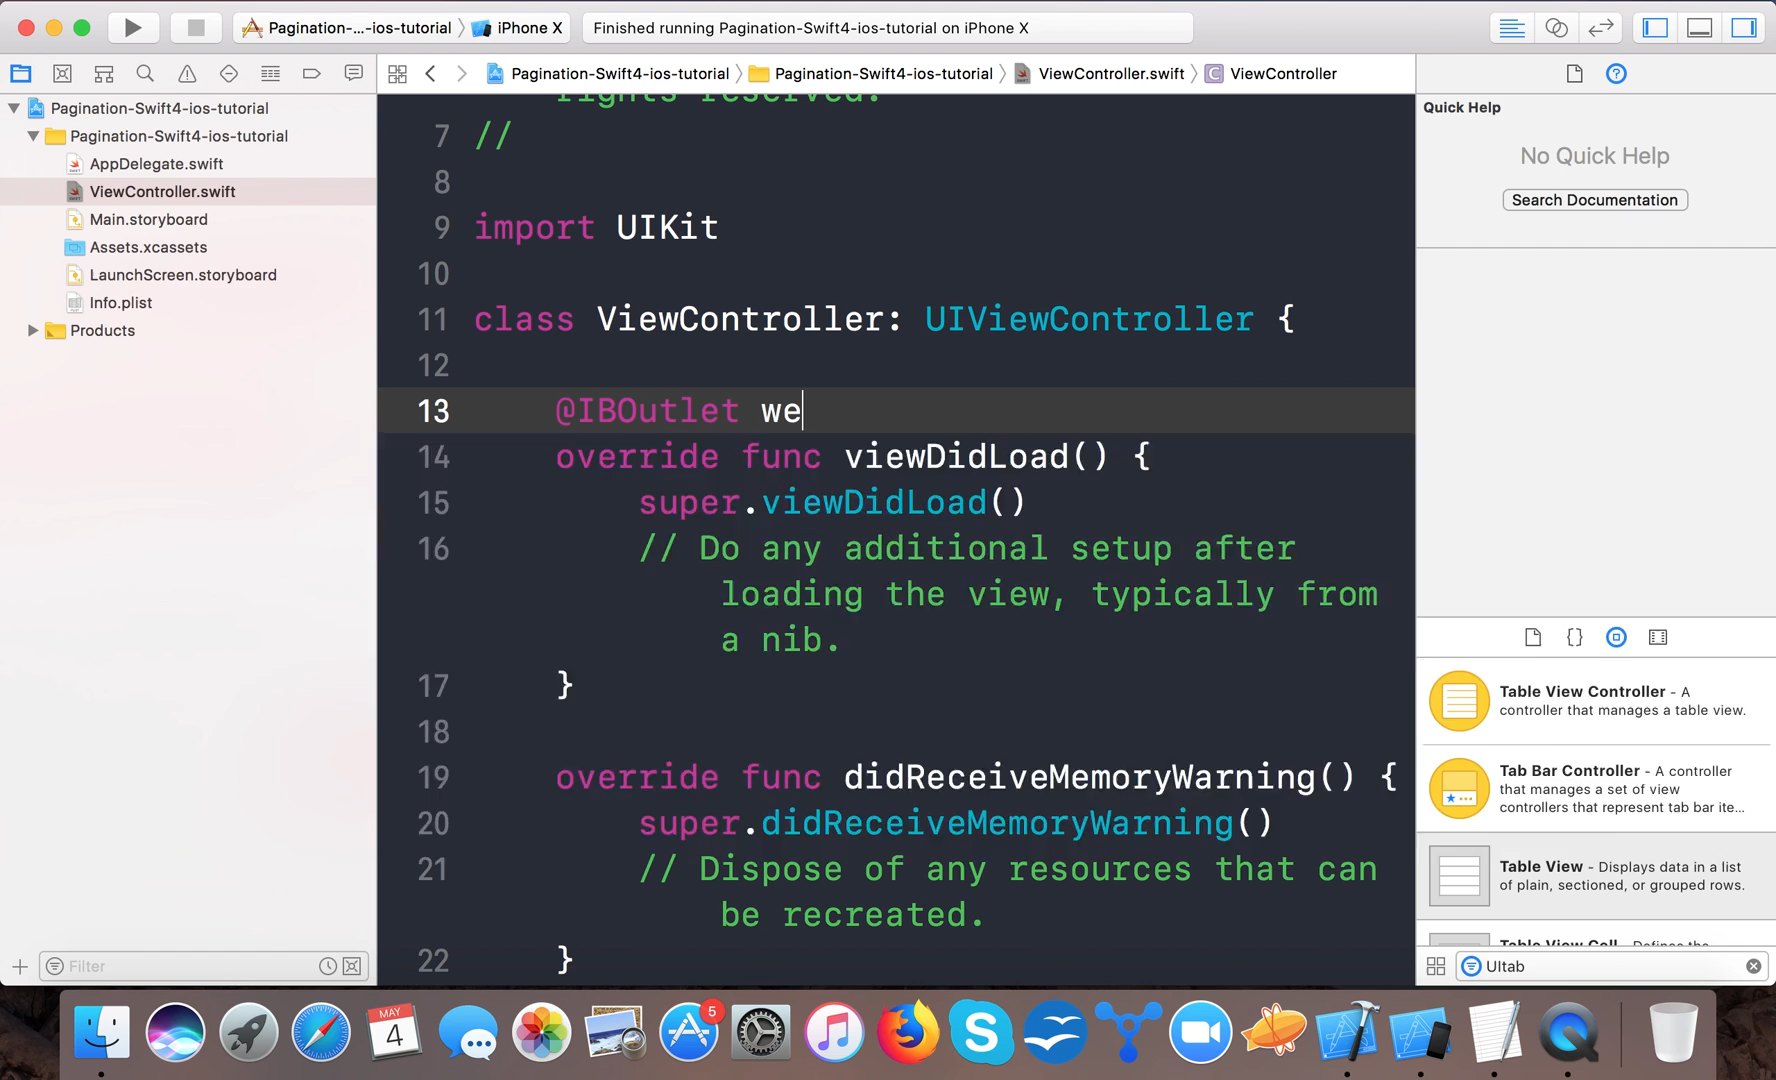 Pagination-...-ios-tutorial iPhone X
Finished running Pagination-Swift4-ios-tutorial on iPhone X
Pagination-Swift4-ios-tutorial Pagination-Swift4-ios-tutorial ViewController.swift C ViewController
Pagination-Swift4-ios-tutorial
Pagination-Swift4-ios-tutorial
AppDelegate.swift
ViewController.swift
Main.storyboard
Assets.xcassets
LaunchScreen.storyboard
Info.plist
Products
Filter
rights reserved.
7 //
8
9 import UIKit
10
11 class ViewController: UIViewController {
12
13 @IBOutlet we
14 override func viewDidLoad() {
15 super.viewDidLoad()
16 // Do any additional setup after
loading the view, typically from
a nib.
17 }
18
19 override func didReceiveMemoryWarning() {
20 super.didReceiveMemoryWarning()
21 // Dispose of any resources that can
be recreated.
22 }
Quick Help
No Quick Help
Search Documentation
{}
Table View Controller - A
controller that manages a table view.
Tab Bar Controller - A controller
that manages a set of view
controllers that represent tab bar ite...
Table View - Displays data in a list
of plain, sectioned, or grouped rows.
Table View Cell - Defines the
UItab
MAY
4
5
S